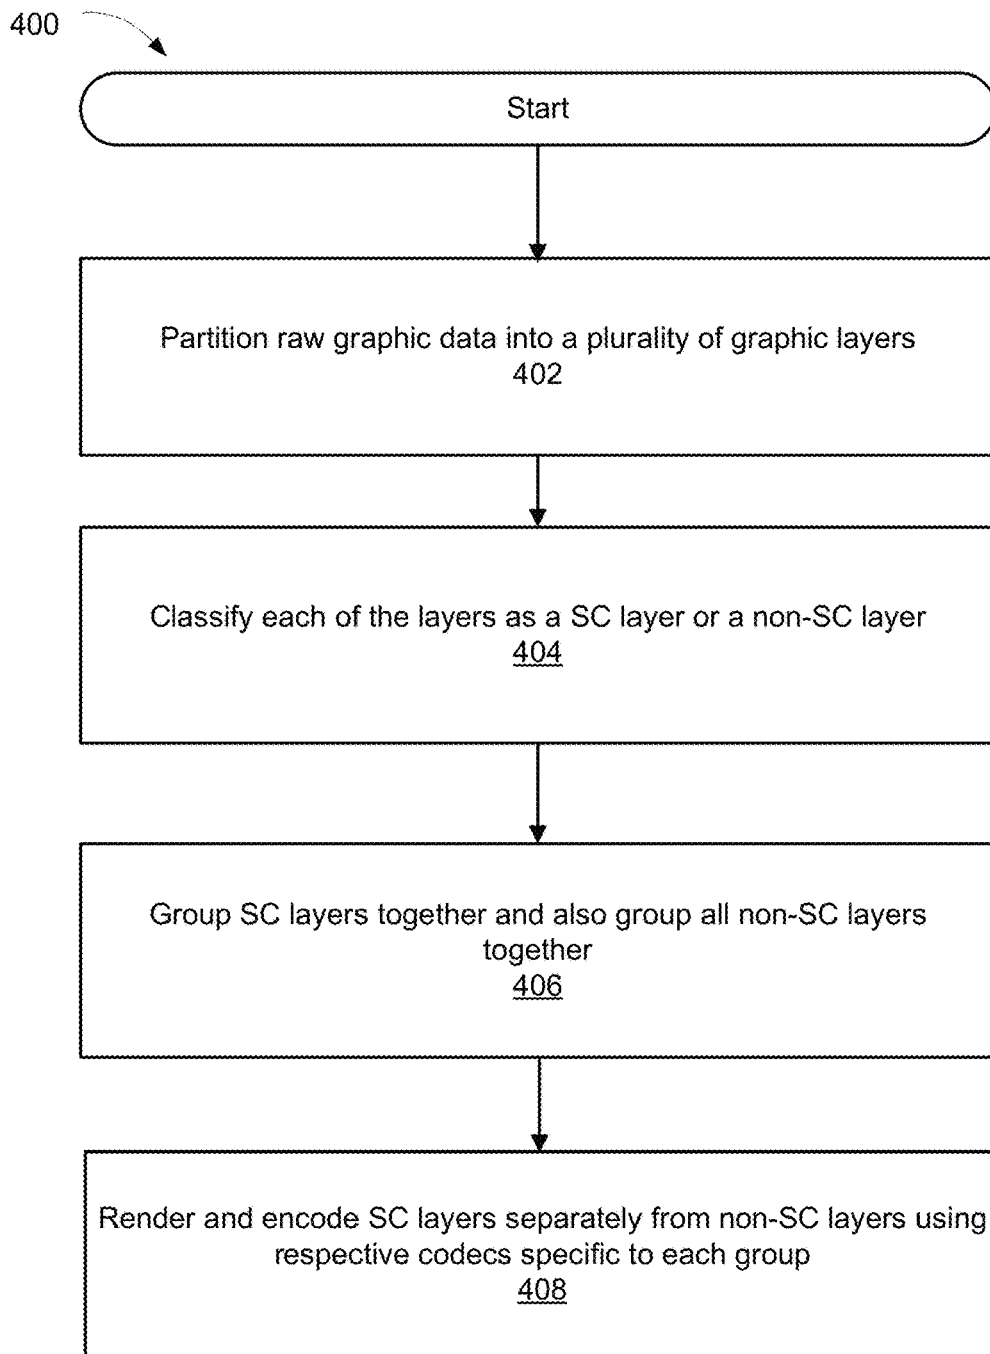 400
Start
Partition raw graphic data into a plurality of graphic layers
402
Classify each of the layers as a SC layer or a non-SC layer
404
Group SC layers together and also group all non-SC layers
together
406
Render and encode SC layers separately from non-SC layers using
respective codecs specific to each group
408